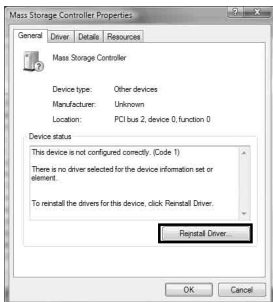 Mass Storage Controller Properties
General Driver Details Resources
Mass Storage Controller
Device type: Other devices
Manufacturer: Unknown
Location: PCI bus 2, device 0, function 0
Device status
This device is not configured correctly. (Code 1)
There is no driver selected for the device information set or
element.
To reinstall the drivers for this device, click Reinstall Driver.
Reinstall Driver...
OK Cancel